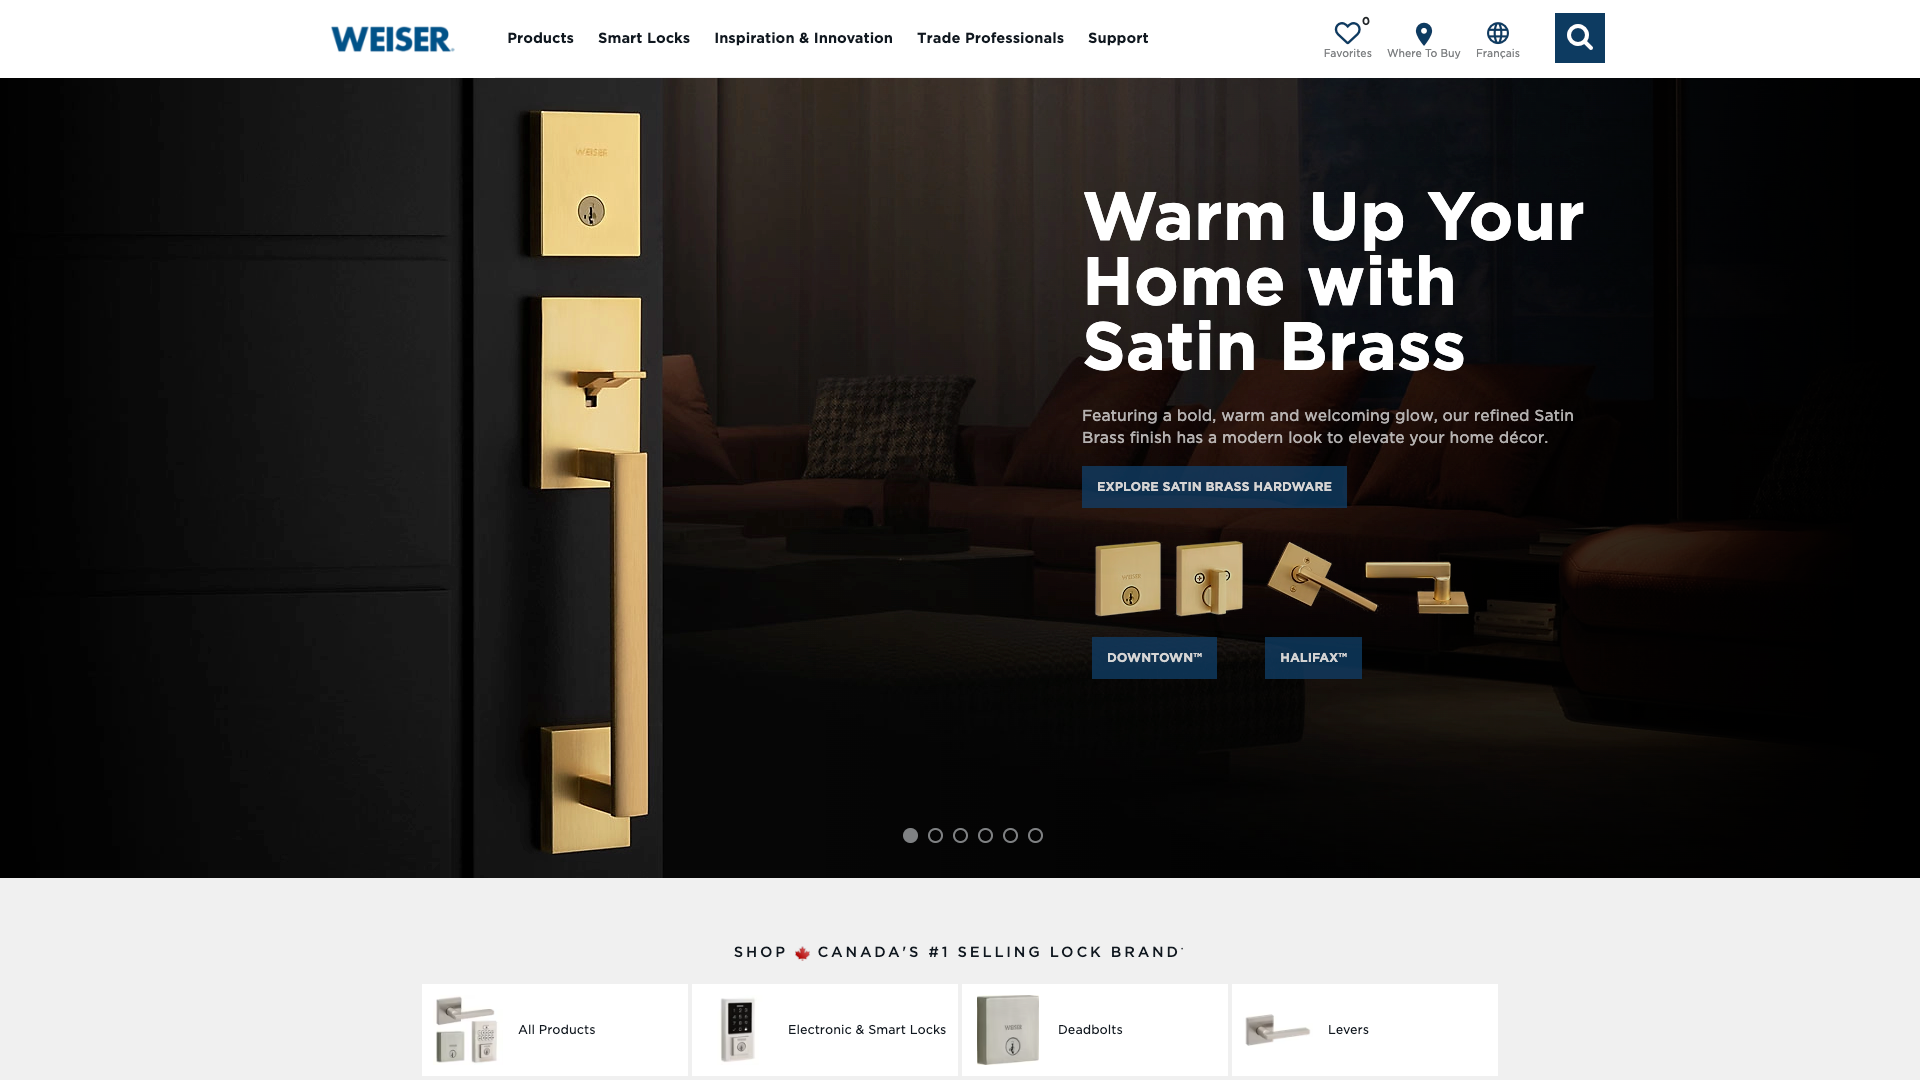 WEISER
Products
Smart Locks
Inspiration & Innovation
Trade Professionals
Support
0
Favorites
Where To Buy
Français
WEISER
Warm Up Your
Home with
Satin Brass
Featuring a bold, warm and welcoming glow, our refined Satin
Brass finish has a modern look to elevate your home décor.
EXPLORE SATIN BRASS HARDWARE
WEISER
DOWNTOWN™
HALIFAX™
SHOP CANADA'S #1 SELLING LOCK BRAND*
All Products
Electronic & Smart Locks
WEISER
Deadbolts
Levers